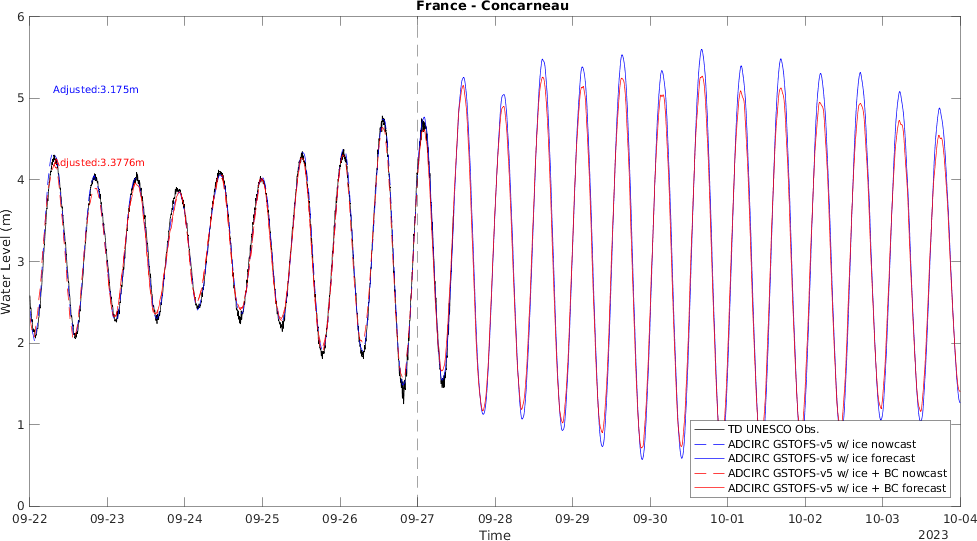 France - Concarneau
6
5
4
3
2
1
0
Water Level (m)
Adjusted:3.175m
Adjusted:3.3776m
TD UNESCO Obs.
ADCIRC GSTOFS-v5 w/ ice nowcast
ADCIRC GSTOFS-v5 w/ ice forecast
ADCIRC GSTOFS-v5 w/ ice + BC nowcast
ADCIRC GSTOFS-v5 w/ ice + BC forecast
09-22 09-23 09-24 09-25 09-26 09-27 09-28 09-29 09-30 10-01 10-02 10-03 10-04
Time
2023